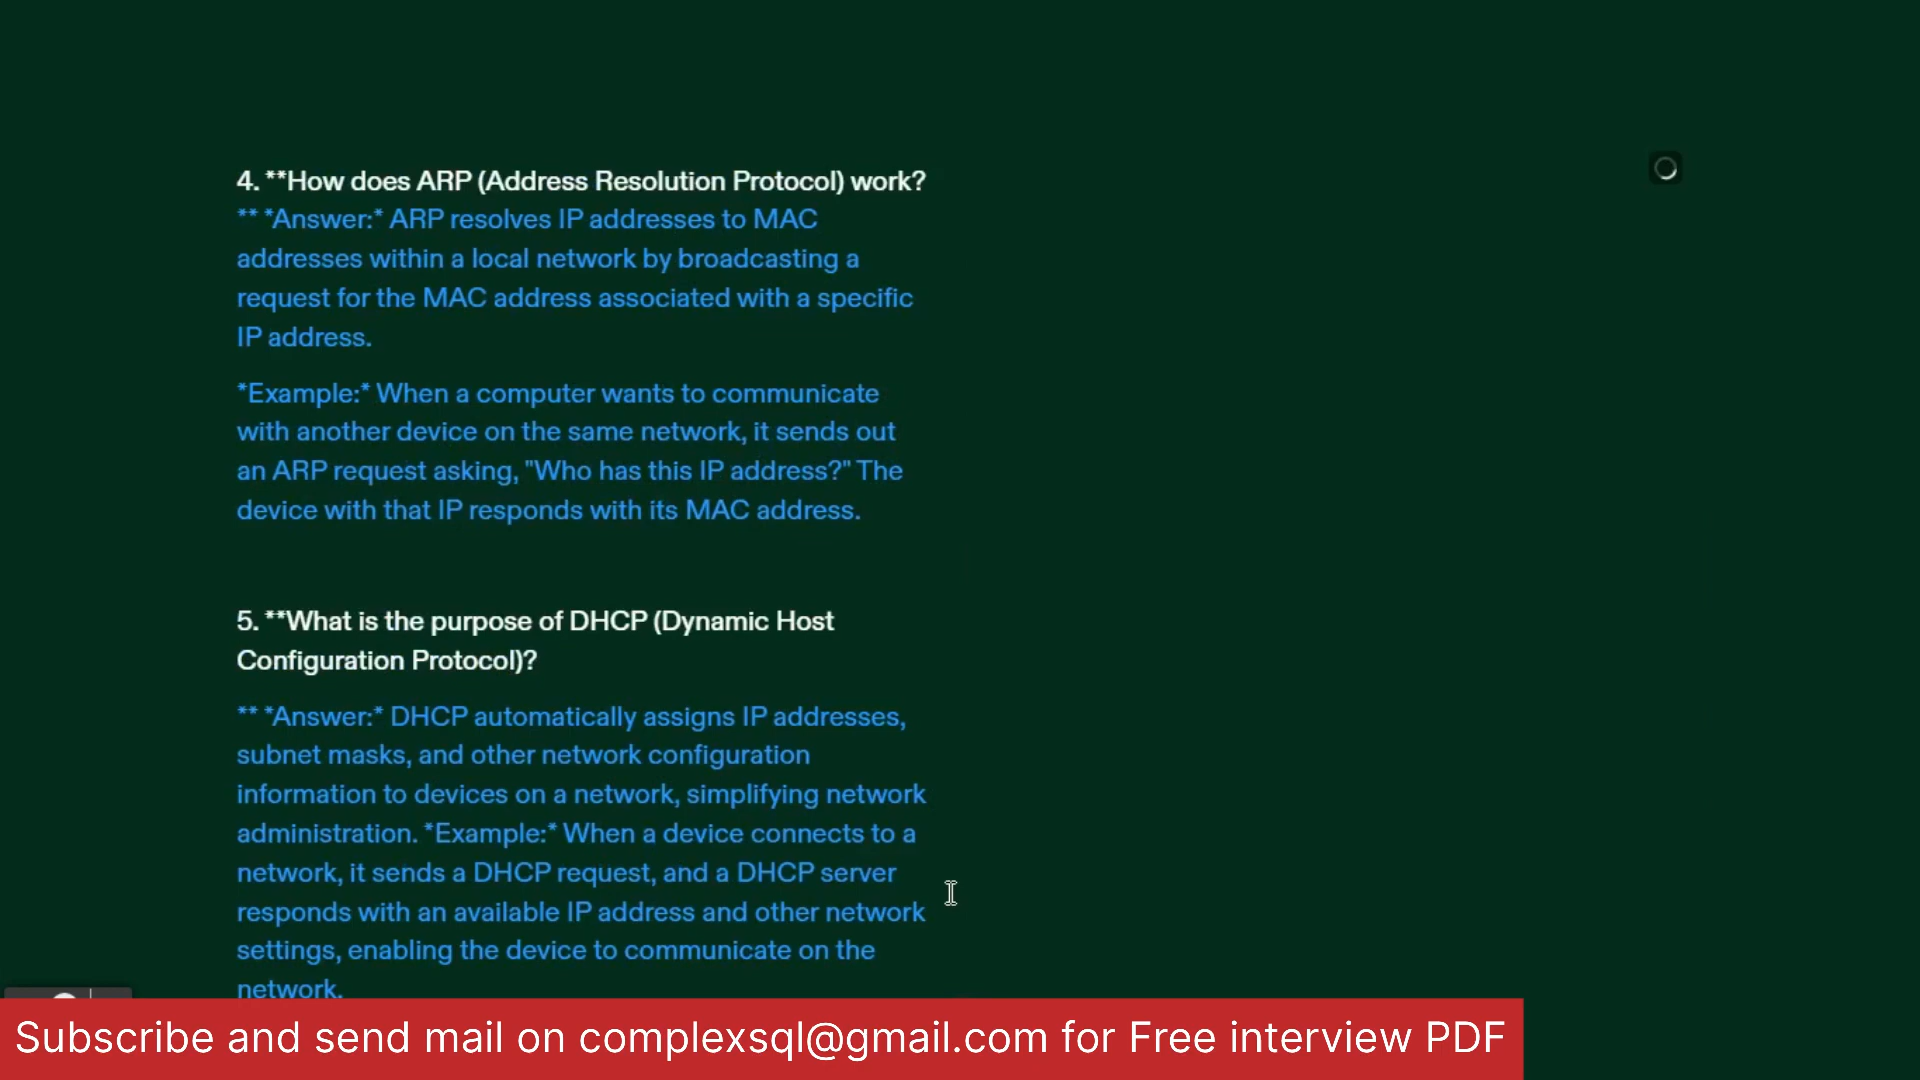 4. **How does ARP (Address Resolution Protocol) work?
** *Answer:* ARP resolves IP addresses to MAC
addresses within a local network by broadcasting a
request for the MAC address associated with a specific
IP address.
*Example:* When a computer wants to communicate
with another device on the same network, it sends out
an ARP request asking, "Who has this IP address?" The
device with that IP responds with its MAC address.
5. **What is the purpose of DHCP (Dynamic Host
Configuration Protocol)?
** *Answer:* DHCP automatically assigns IP addresses,
subnet masks, and other network configuration
information to devices on a network, simplifying network
administration. *Example:* When a device connects to a
network, it sends a DHCP request, and a DHCP server
responds with an available IP address and other network
settings, enabling the device to communicate on the
network.
Subscribe and send mail on complexsql@gmail.com for Free interview PDF